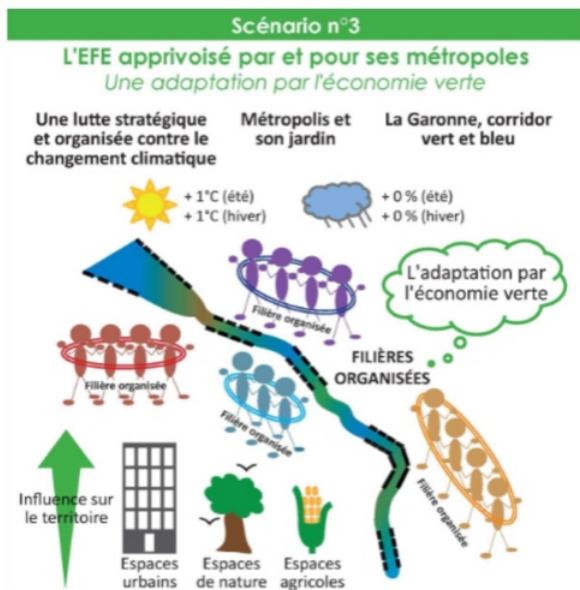 Scénario n°3
L'EFE apprivoisé par et pour ses métropoles
Une adaptation par l'économie verte
Une lutte stratégique
et organisée contre le
changement climatique
Métropolis et
son jardin
La Garonne, corridor
vert et bleu
+ 1°C (été)
+ 1°C (hiver)
+ 0 % (été)
+ 0 % (hiver)
L'adaptation par
l'économie verte
Filière organisée
FILIÈRES
ORGANISÉES
Filière organisée
Filière organisée
Filière organisée
Influence sur
le territoire
Espaces
urbains
Espaces
de nature
Espaces
agricoles